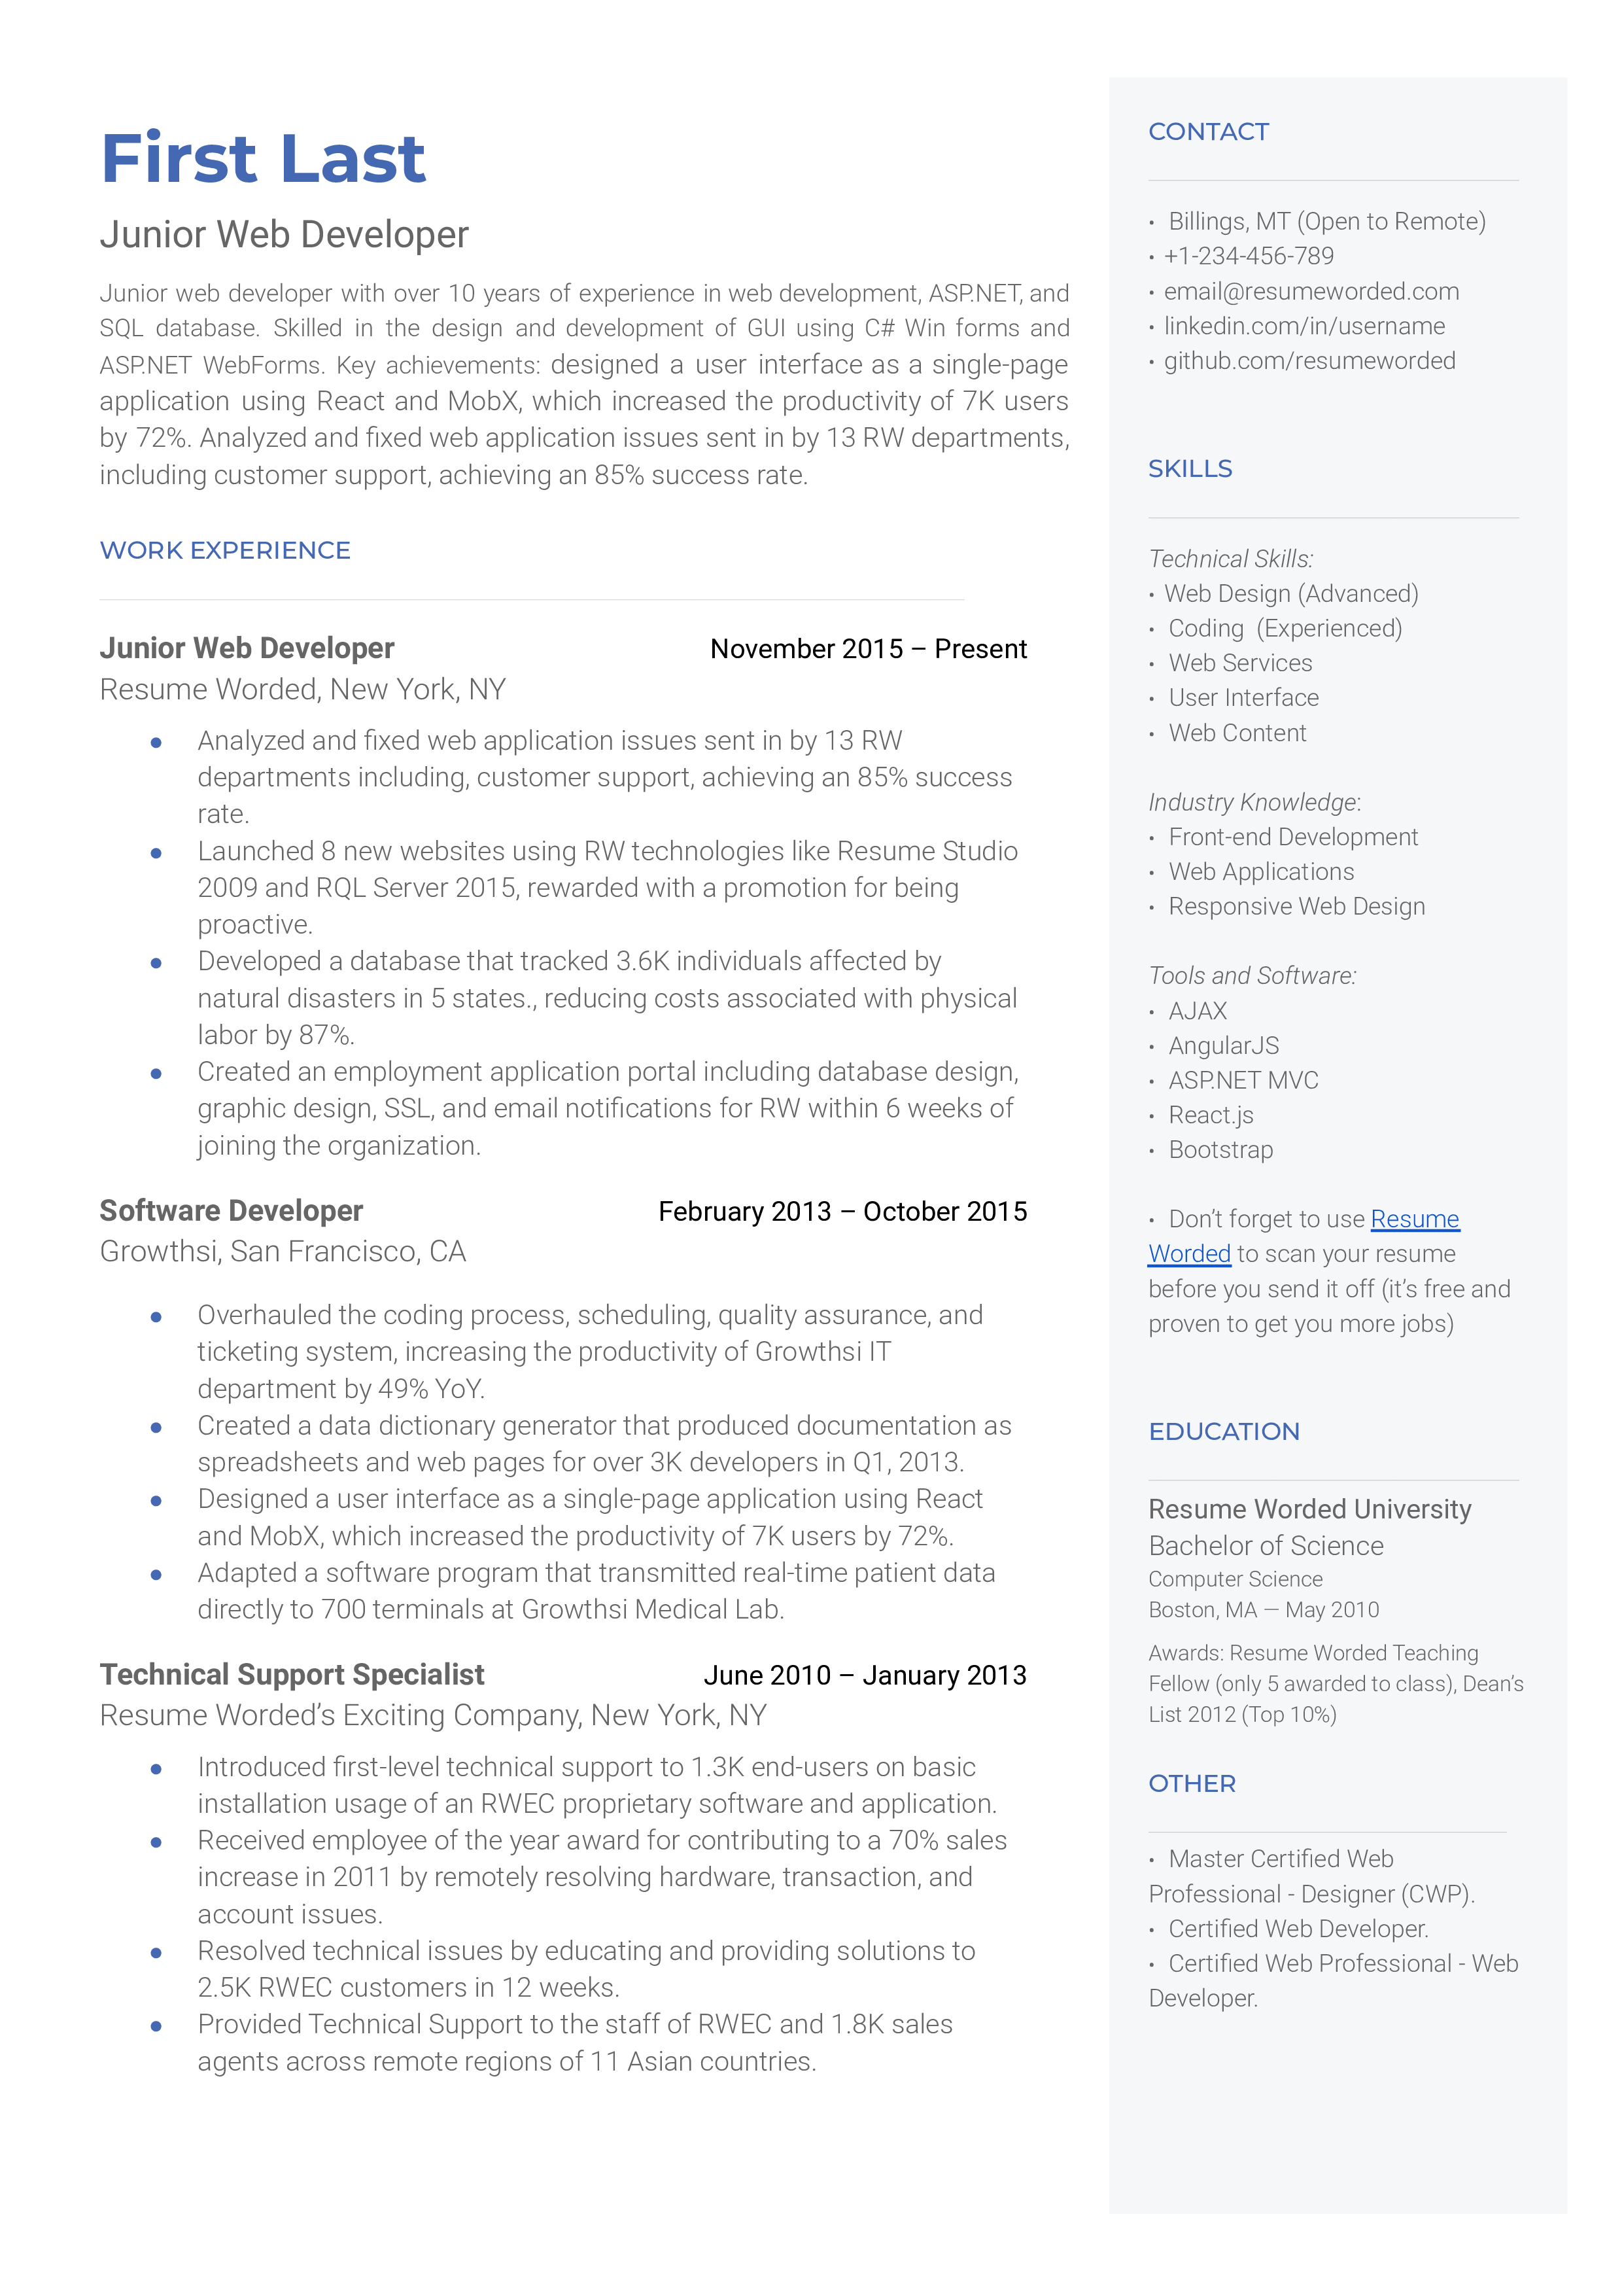 First Last
Junior Web Developer
Junior web developer with over 10 years of experience in web development, ASP.NET, and
SQL database. Skilled in the design and development of GUI using C# Win forms and
ASP.NET WebForms. Key achievements: designed a user interface as a single-page
application using React and MobX, which increased the productivity of 7K users
by 72%. Analyzed and fixed web application issues sent in by 13 RW departments,
including customer support, achieving an 85% success rate.
WORK EXPERIENCE
Junior Web Developer November 2015 – Present
Resume Worded, New York, NY
● Analyzed and fixed web application issues sent in by 13 RW
departments including, customer support, achieving an 85% success
rate.
● Launched 8 new websites using RW technologies like Resume Studio
2009 and RQL Server 2015, rewarded with a promotion for being
proactive.
● Developed a database that tracked 3.6K individuals affected by
natural disasters in 5 states., reducing costs associated with physical
labor by 87%.
● Created an employment application portal including database design,
graphic design, SSL, and email notifications for RW within 6 weeks of
joining the organization.
Software Developer February 2013 – October 2015
Growthsi, San Francisco, CA
● Overhauled the coding process, scheduling, quality assurance, and
ticketing system, increasing the productivity of Growthsi IT
department by 49% YoY.
● Created a data dictionary generator that produced documentation as
spreadsheets and web pages for over 3K developers in Q1, 2013.
● Designed a user interface as a single-page application using React
and MobX, which increased the productivity of 7K users by 72%.
● Adapted a software program that transmitted real-time patient data
directly to 700 terminals at Growthsi Medical Lab.
Technical Support Specialist June 2010 – January 2013
Resume Worded’s Exciting Company, New York, NY
● Introduced first-level technical support to 1.3K end-users on basic
installation usage of an RWEC proprietary software and application.
● Received employee of the year award for contributing to a 70% sales
increase in 2011 by remotely resolving hardware, transaction, and
account issues.
● Resolved technical issues by educating and providing solutions to
2.5K RWEC customers in 12 weeks.
● Provided Technical Support to the staff of RWEC and 1.8K sales
agents across remote regions of 11 Asian countries.
CONTACT
• Billings, MT (Open to Remote)
• +1-234-456-789
• email@resumeworded.com
• linkedin.com/in/username
• github.com/resumeworded
SKILLS
Technical Skills:
• Web Design (Advanced)
• Coding (Experienced)
• Web Services
• User Interface
• Web Content
Industry Knowledge:
• Front-end Development
• Web Applications
• Responsive Web Design
Tools and Software:
• AJAX
• AngularJS
• ASP.NET MVC
• React.js
• Bootstrap
• Don’t forget to use Resume
Worded to scan your resume
before you send it off (it’s free and
proven to get you more jobs)
EDUCATION
Resume Worded University
Bachelor of Science
Computer Science
Boston, MA — May 2010
Awards: Resume Worded Teaching
Fellow (only 5 awarded to class), Dean’s
List 2012 (Top 10%)
OTHER
• Master Certified Web
Professional - Designer (CWP).
• Certified Web Developer.
• Certified Web Professional - Web
Developer.